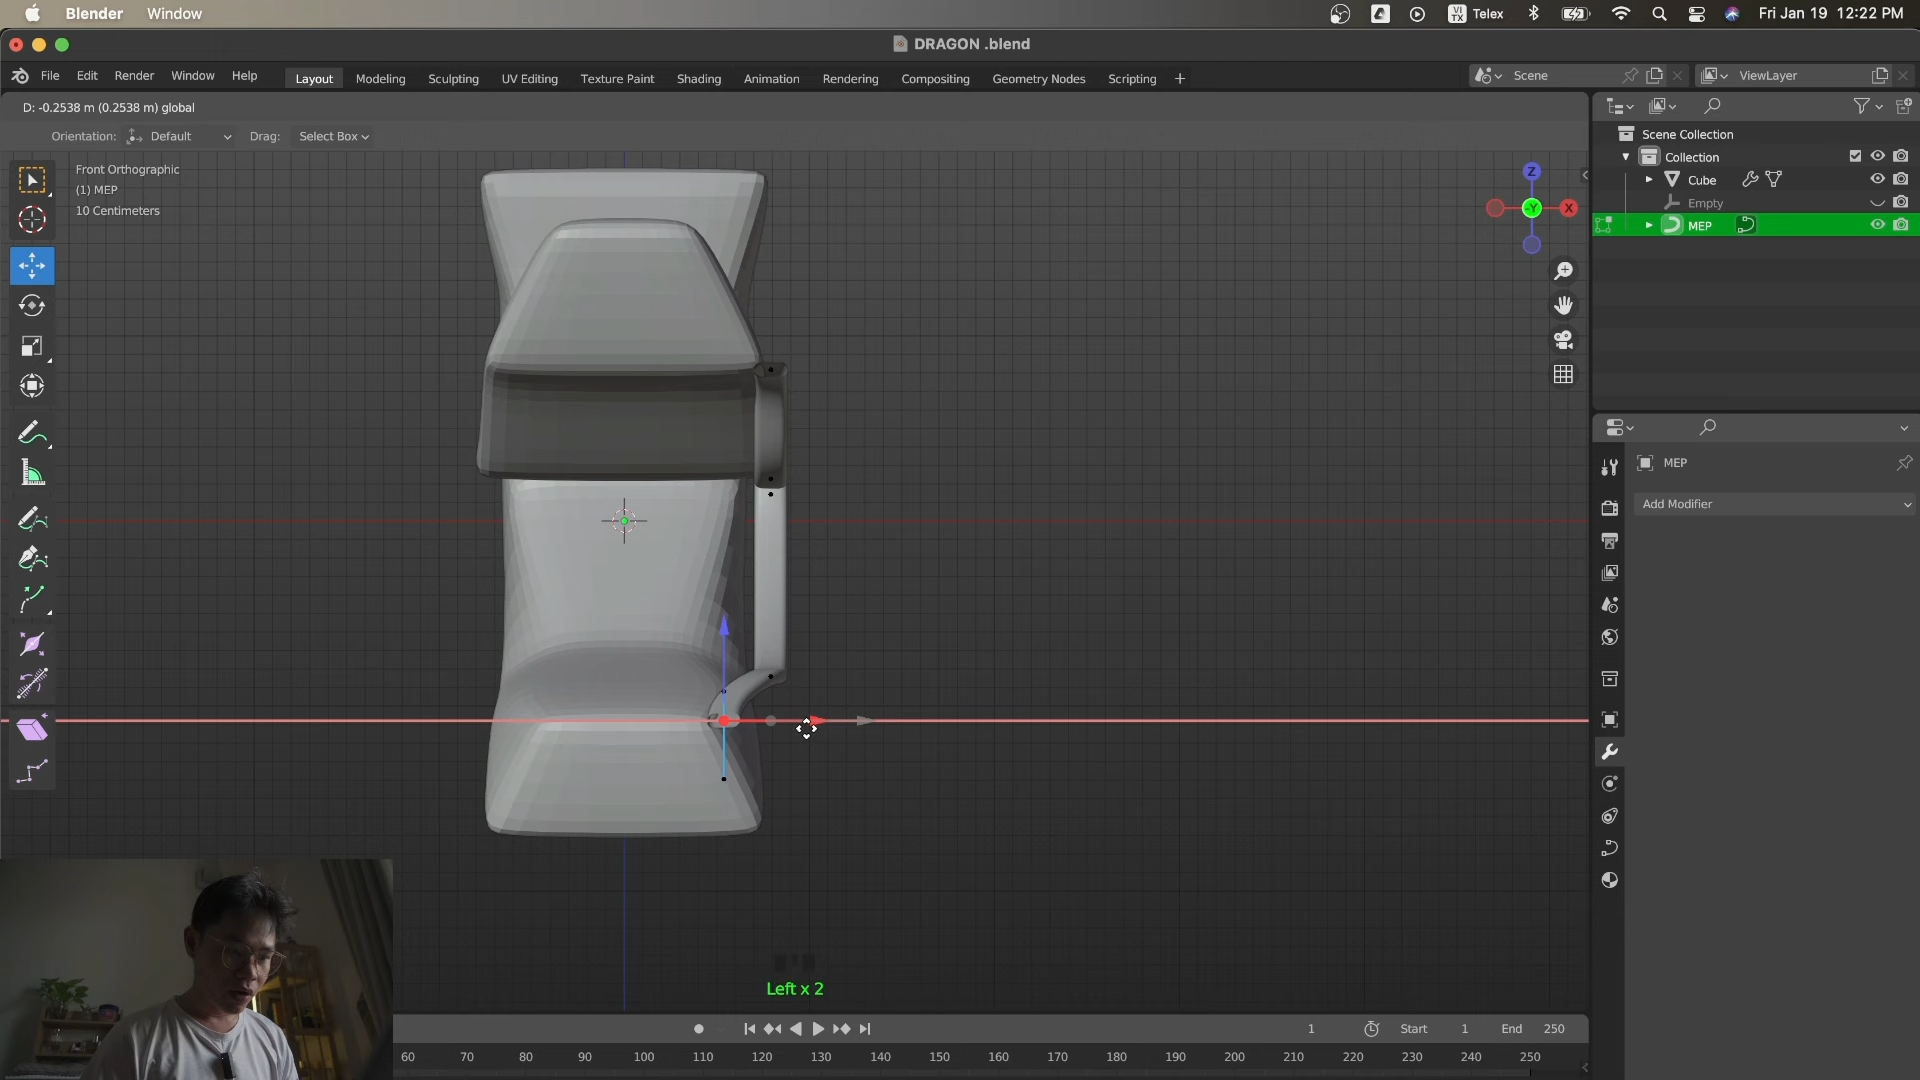 Blender Window
VI
TX Telex Fri Jan 19 12:22 PM
DRAGON .blend
File Edit Render Window Help
Layout Modeling Sculpting UV Editing Texture Paint Shading Animation Rendering Compositing Geometry Nodes Scripting +
Scene ViewLayer
D: -0.2538 m (0.2538 m) global
Orientation: Default Drag: Select Box
Front Orthographic
(1) MEP
10 Centimeters
Z
Y
X
Scene Collection
Collection
Cube
Empty
MEP
MEP
Add Modifier
Left x 2
1 Start 1 End 250
60 70 80 90 100 110 120 130 140 150 160 170 180 190 200 210 220 230 240 250